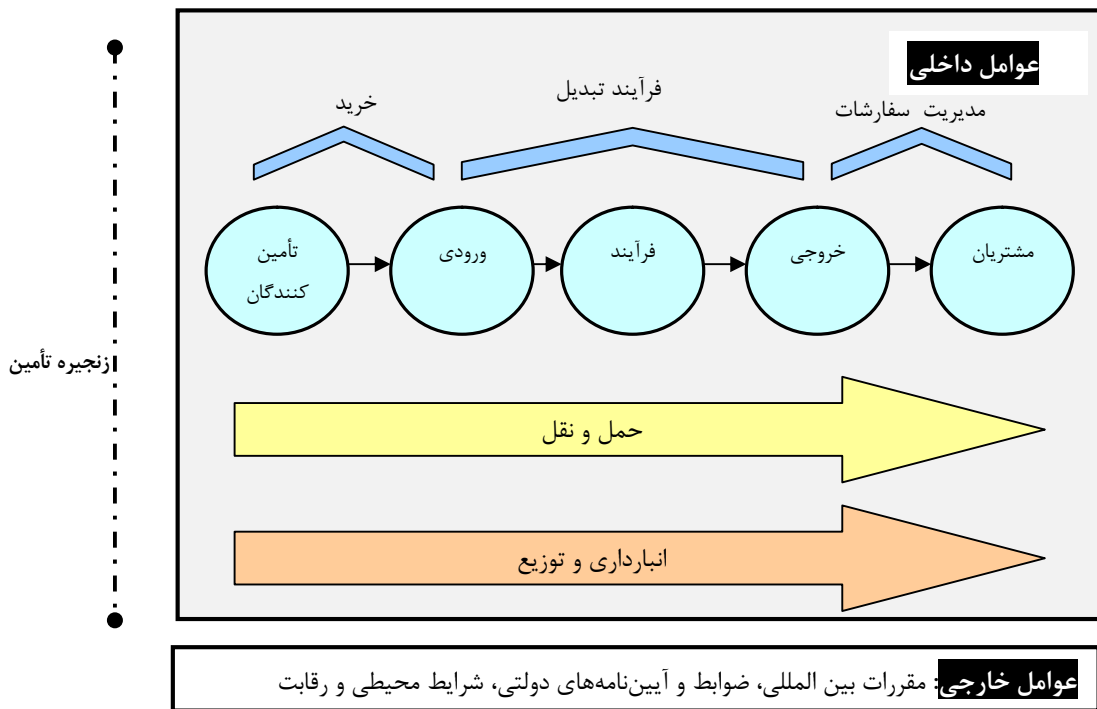 عوامل داخلی
خرید
فرآیند تبدیل
مدیریت سفارشات
تأمین
کنندگان
ورودی
فرآیند
خروجی
مشتریان
زنجیره تأمین
حمل و نقل
انبارداری و توزیع
عوامل خارجی: مقررات بین المللی، ضوابط و آیین‌نامه‌های دولتی، شرایط محیطی و رقابت